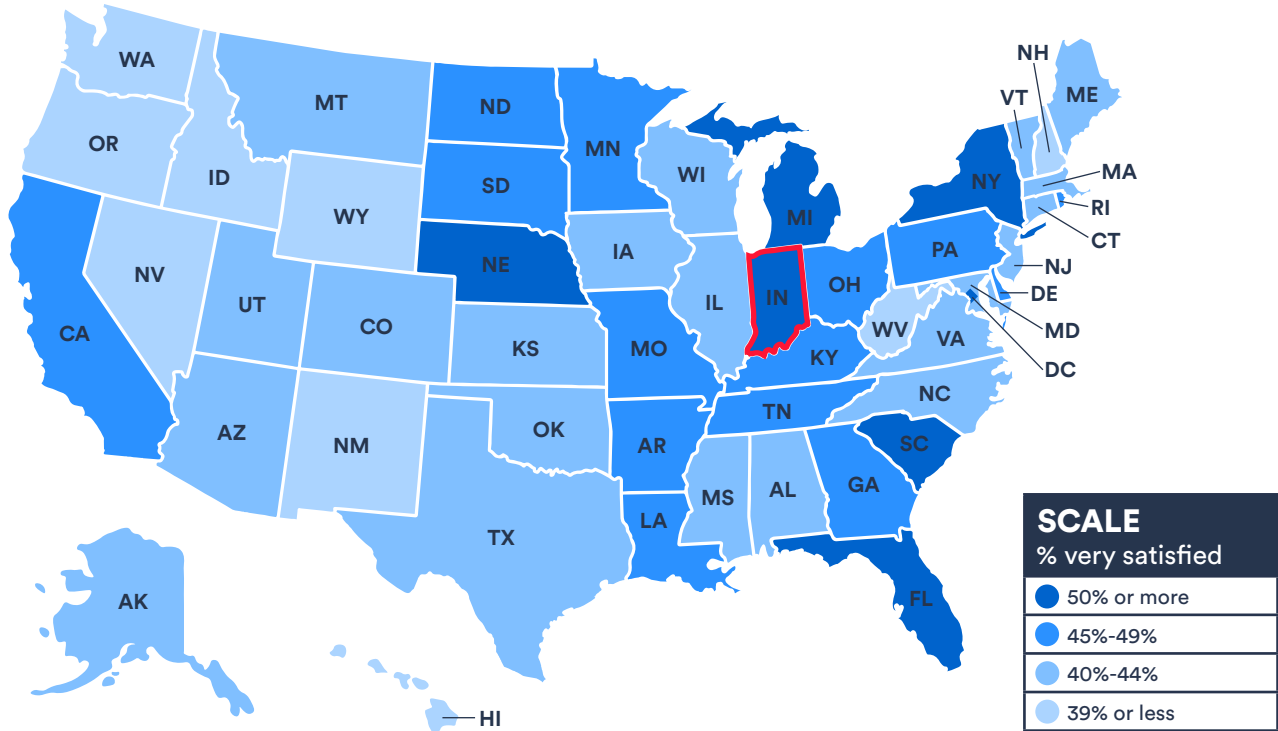 NH
WA
VT
ME
MT
ND
OR
MN
WI
MA
ID
SD
NY
RI
WY
MI
CT
PA
IA
NE
NJ
NV
OH
DE
IN
UT
IL
CO
MD
WV
CA
VA
KS
MO
KY
DC
NC
TN
AZ
OK
NM
AR
SC
GA
MS
AL
LA
TX
SCALE
% very satisfied
50% or more
45%-49%
40%-44%
39% or less
FL
AK
HI